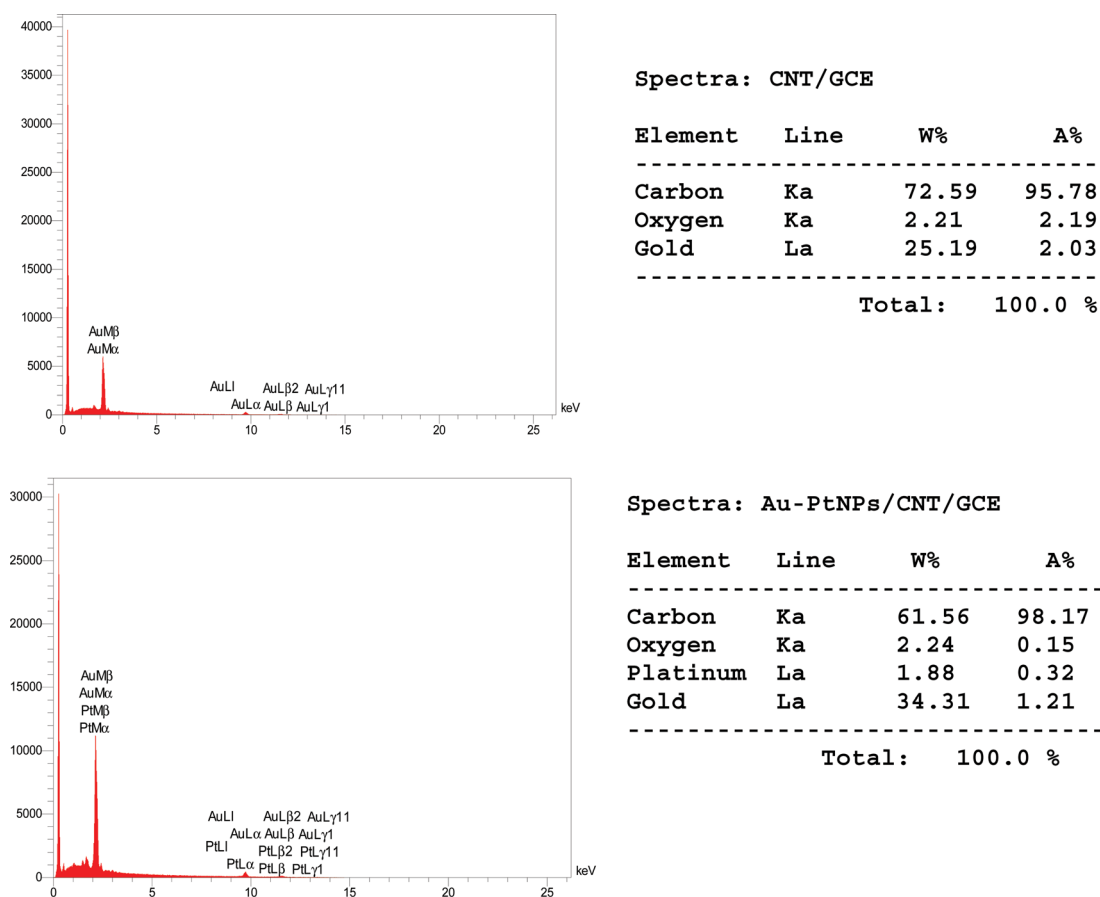 40000
35000
30000
25000
20000
15000
10000
5000
0
AuMβ
AuMα
AuLl
AuLβ2 AuLγ11
AuLα AuLβ AuLγ1
keV
0 5 10 15 20 25
Spectra: CNT/GCE
Element Line W% A%
Carbon Ka 72.59 95.78
Oxygen Ka 2.21 2.19
Gold La 25.19 2.03
Total: 100.0 %
30000
25000
20000
15000
10000
5000
0
AuMβ
AuMα
PtMβ
PtMα
AuLl AuLβ2 AuLγ11
AuLα AuLβ AuLγ1
PtLl PtLβ2 PtLγ11
PtLα PtLβ PtLγ1
keV
0 5 10 15 20 25
Spectra: Au-PtNPs/CNT/GCE
Element Line W% A%
Carbon Ka 61.56 98.17
Oxygen Ka 2.24 0.15
Platinum La 1.88 0.32
Gold La 34.31 1.21
Total: 100.0 %